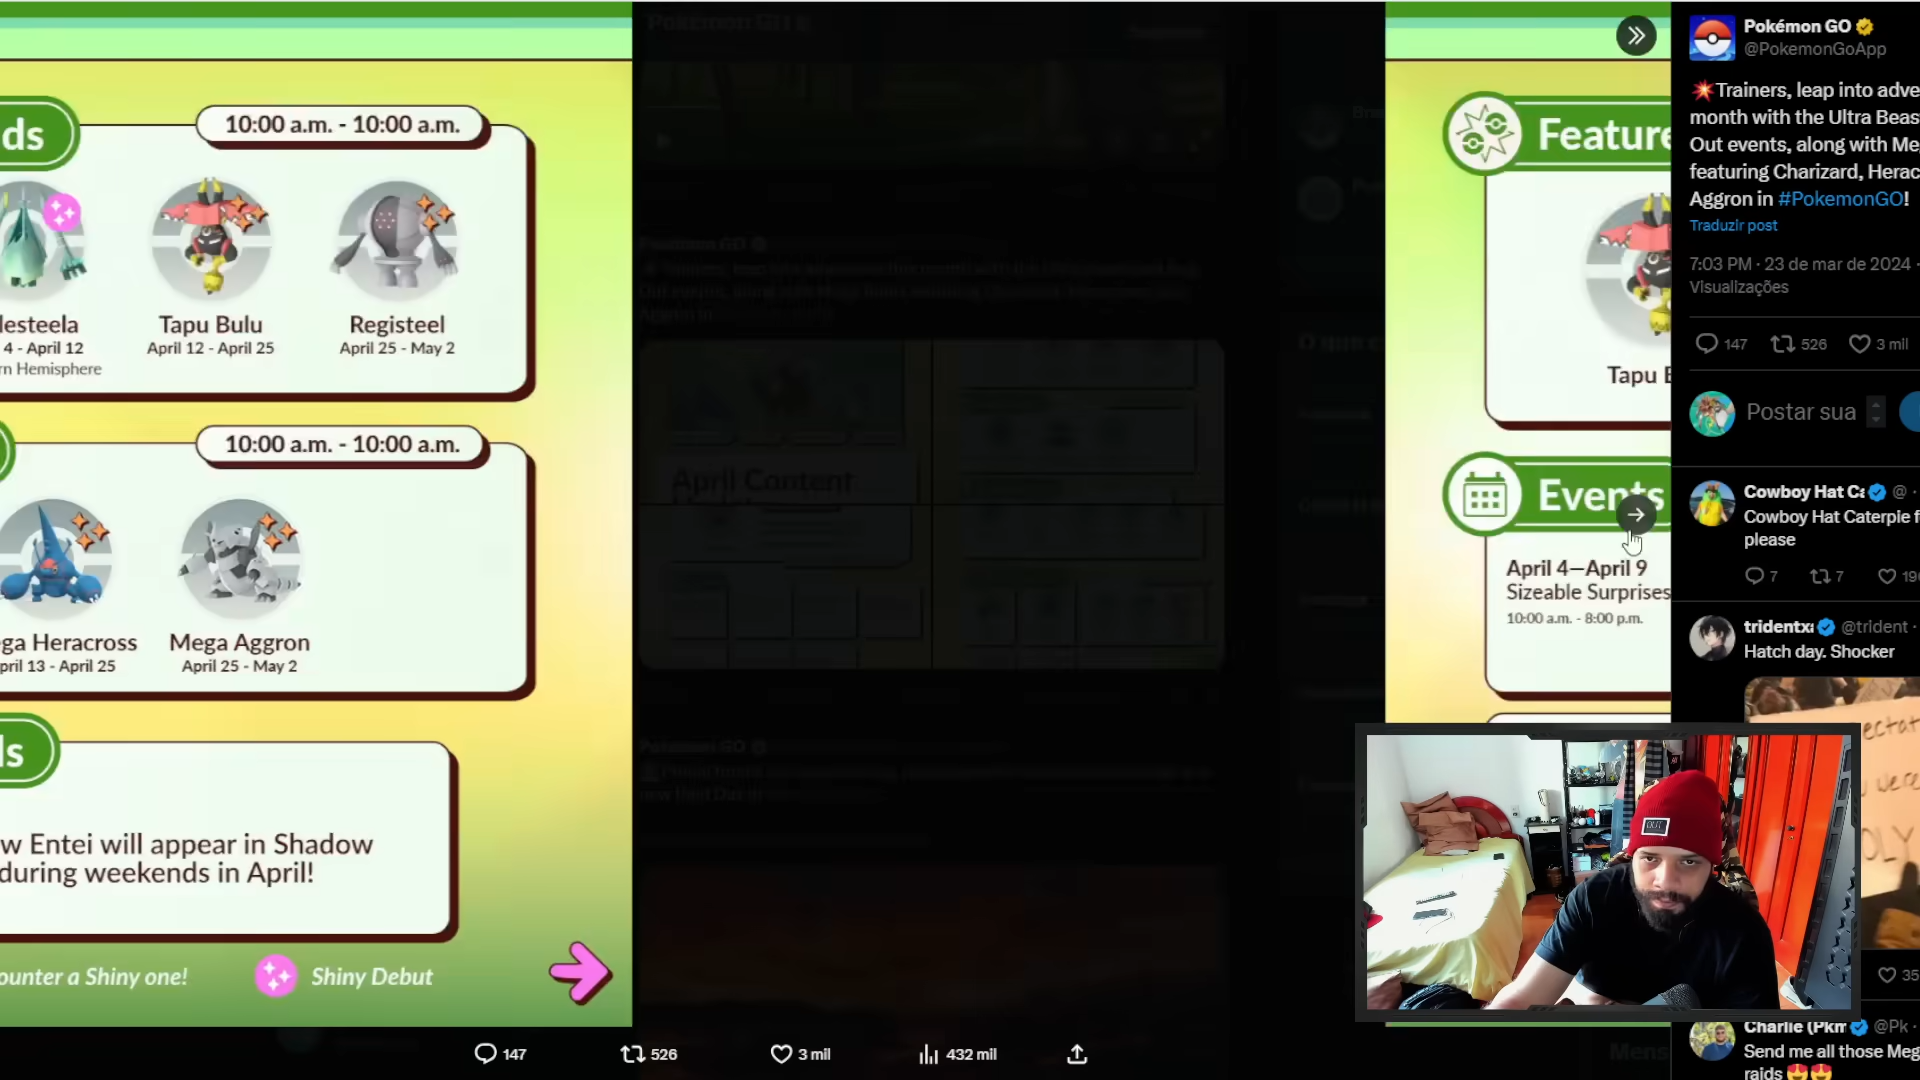 ds
10:00 a.m. - 10:00 a.m.
lesteela
4 - April 12
rn Hemisphere
Tapu Bulu
April 12 - April 25
Registeel
April 25 - May 2
10:00 a.m. - 10:00 a.m.
ga Heracross
pril 13 - April 25
Mega Aggron
April 25 - May 2
ls
w Entei will appear in Shadow
during weekends in April!
ounter a Shiny one!
Shiny Debut
147
526
3 mil
432 mil
April Content
Feature
Tapu B
Events
April 4—April 9
Sizeable Surprises
10:00 a.m. - 8:00 p.m.
Pokémon GO
@PokemonGoApp
💥Trainers, leap into adve
month with the Ultra Beas
Out events, along with Me
featuring Charizard, Herac
Aggron in #PokemonGO!
Traduzir post
7:03 PM · 23 de mar de 2024 ·
Visualizações
147
526
3 mil
Postar sua
Cowboy Hat Ca @ ·
Cowboy Hat Caterpie f
please
7
7
196
tridentxa @trident ·
Hatch day. Shocker
35
Charlie (Pkm @Pk ·
Send me all those Meg
raids 😍😍